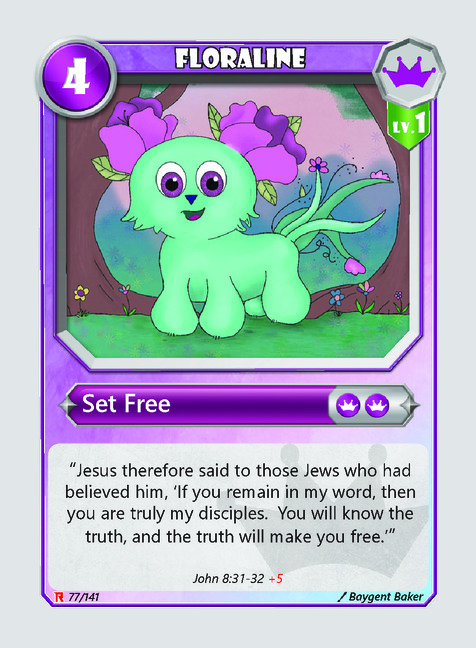 FLORALINE
4
LV.1
Set Free
“Jesus therefore said to those Jews who had
believed him, ‘If you remain in my word, then
you are truly my disciples.  You will know the
truth, and the truth will make you free.’”
John 8:31-32 +5
R 77/141
Baygent Baker